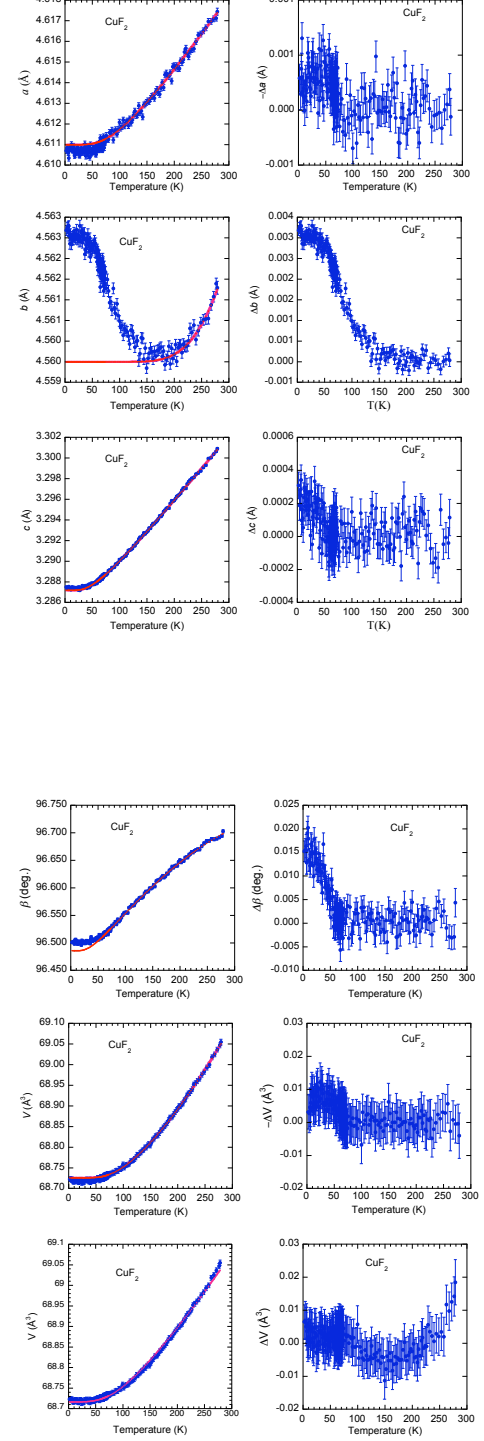 4.618
4.617
4.616
4.615
4.614
4.613
4.612
4.611
4.610
a (Å)
CuF2
0 50 100 150 200 250 300
Temperature (K)
0.001
0.000
-0.001
-Δa (Å)
CuF2
0 50 100 150 200 250 300
Temperature (K)
4.563
4.563
4.562
4.562
4.561
4.561
4.560
4.560
4.559
b (Å)
CuF2
0 50 100 150 200 250 300
Temperature (K)
0.004
0.003
0.003
0.002
0.002
0.001
0.001
0.000
-0.001
Δb (Å)
CuF2
0 50 100 150 200 250 300
T(K)
3.302
3.300
3.298
3.296
3.294
3.292
3.290
3.288
3.286
c (Å)
CuF2
0 50 100 150 200 250 300
Temperature (K)
0.0006
0.0004
0.0002
0.0000
-0.0002
-0.0004
Δc (Å)
CuF2
0 50 100 150 200 250 300
T(K)
96.750
96.700
96.650
96.600
96.550
96.500
96.450
β (deg.)
CuF2
0 50 100 150 200 250 300
Temperature (K)
0.025
0.020
0.015
0.010
0.005
0.000
-0.005
-0.010
Δβ (deg.)
CuF2
0 50 100 150 200 250 300
Temperature (K)
69.10
69.05
69.00
68.95
68.90
68.85
68.80
68.75
68.70
V (Å3)
CuF2
0 50 100 150 200 250 300
Temperature (K)
0.03
0.02
0.01
0.00
-0.01
-0.02
-ΔV (Å3)
CuF2
0 50 100 150 200 250 300
Temperature (K)
69.1
69.05
69
68.95
68.9
68.85
68.8
68.75
68.7
V (Å3)
CuF2
0 50 100 150 200 250 300
Temperature (K)
0.03
0.02
0.01
0.00
-0.01
-0.02
ΔV (Å3)
CuF2
0 50 100 150 200 250 300
Temperature (K)